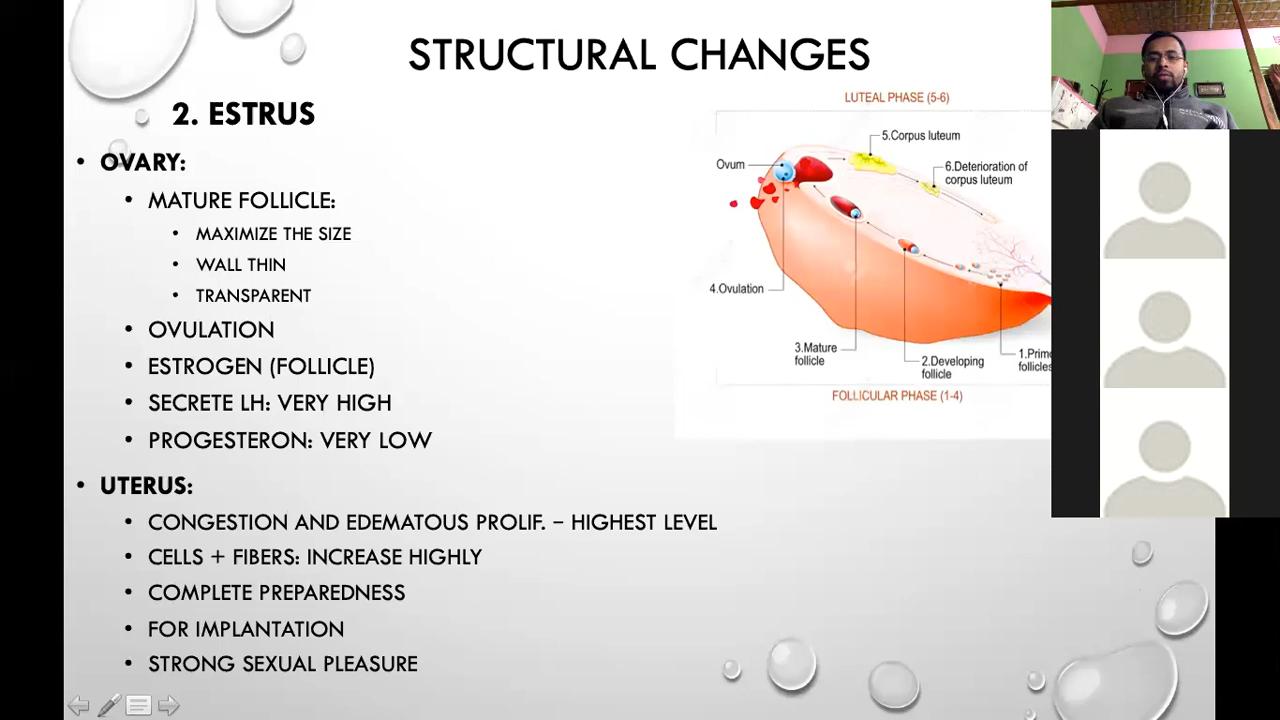 STRUCTURAL CHANGES
2. ESTRUS
• OVARY:
• MATURE FOLLICLE:
• MAXIMIZE THE SIZE
• WALL THIN
• TRANSPARENT
• OVULATION
• ESTROGEN (FOLLICLE)
• SECRETE LH: VERY HIGH
• PROGESTERON: VERY LOW
• UTERUS:
• CONGESTION AND EDEMATOUS PROLIF. – HIGHEST LEVEL
• CELLS + FIBERS: INCREASE HIGHLY
• COMPLETE PREPAREDNESS
• FOR IMPLANTATION
• STRONG SEXUAL PLEASURE
LUTEAL PHASE (5-6)
5.Corpus luteum
Ovum
6.Deterioration of
corpus luteum
4.Ovulation
3.Mature
follicle
2.Developing
follicle
1.Prim
follicles
FOLLICULAR PHASE (1-4)